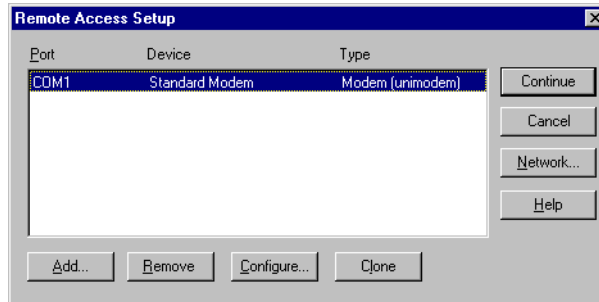 Remote Access Setup
Port Device Type
COM1 Standard Modem Modem (unimodem)
Continue
Cancel
Network...
Help
Add... Remove Configure... Clone